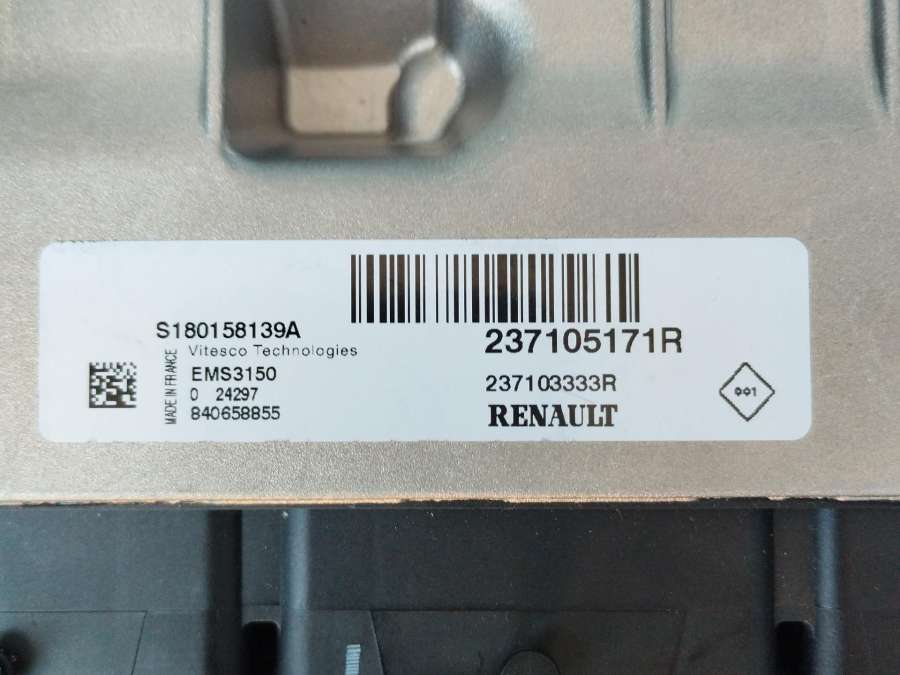 S180158139A
Vitesco Technologies
MADE IN FRANCE
EMS3150
0 24297
840658855
237105171R
237103333R
RENAULT
001